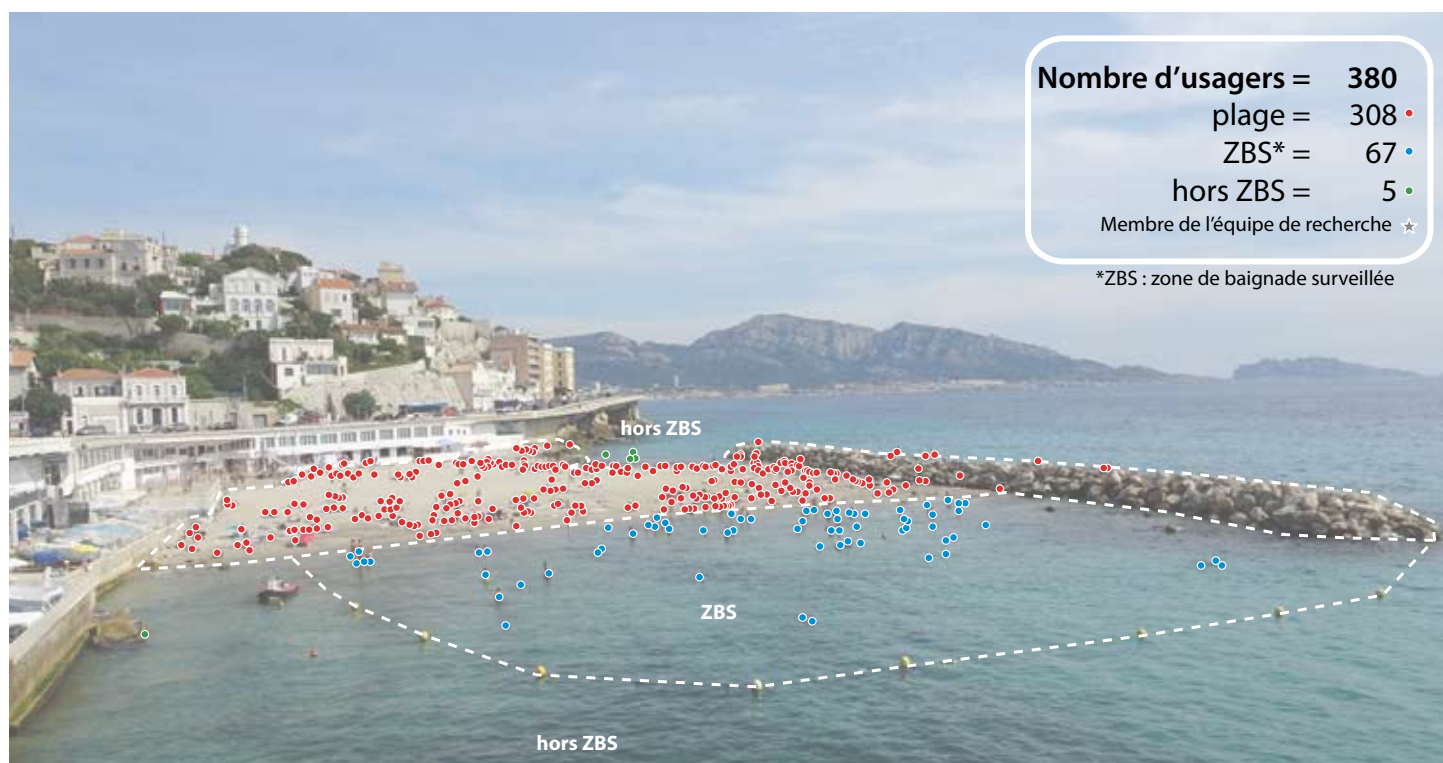 Nombre d’usagers = 380
plage = 308
ZBS* = 67
hors ZBS = 5
Membre de l’équipe de recherche
*ZBS : zone de baignade surveillée
hors ZBS
ZBS
hors ZBS